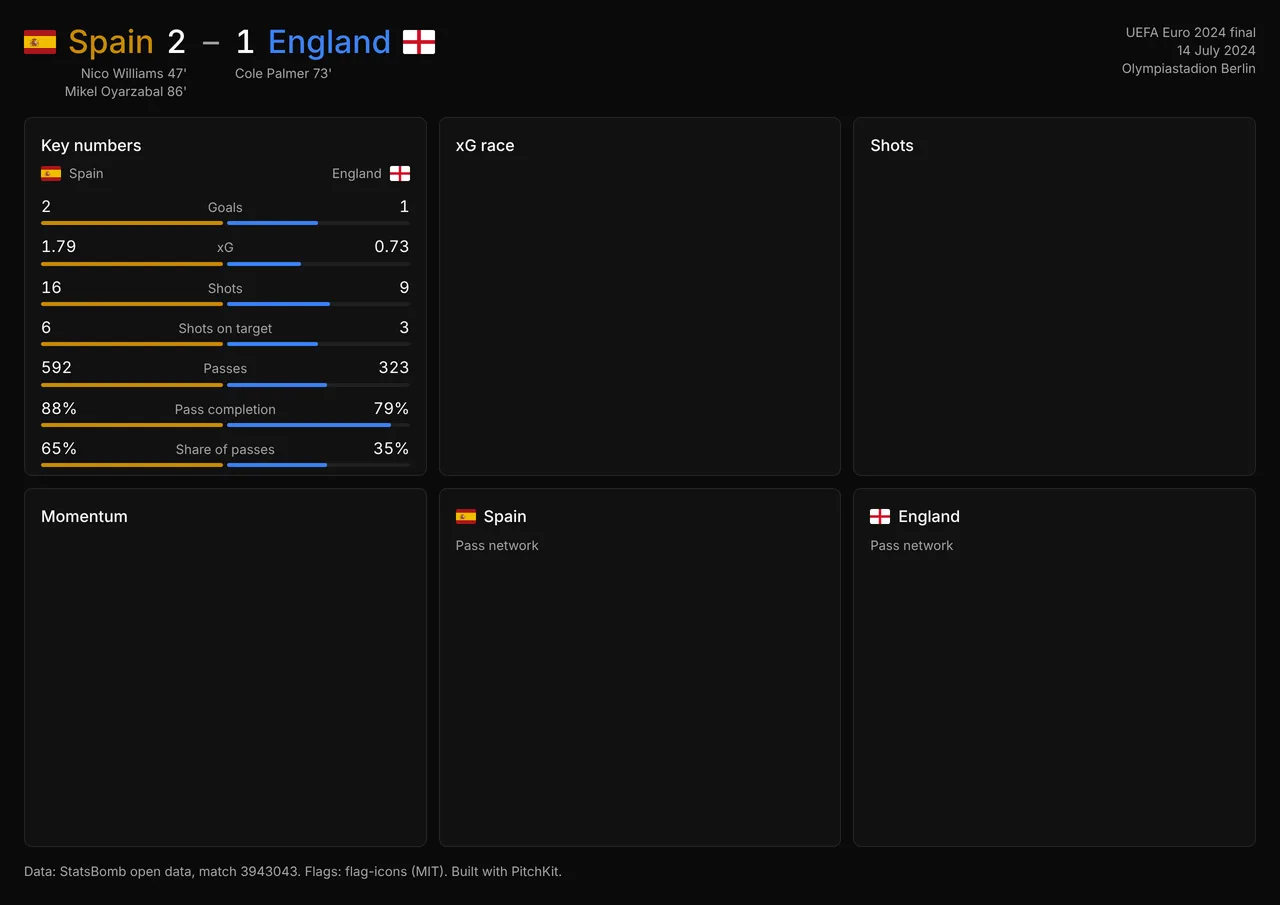 Spain 2 – 1 England
Nico Williams 47'
Mikel Oyarzabal 86'
Cole Palmer 73'
UEFA Euro 2024 final
14 July 2024
Olympiastadion Berlin
Key numbers
Spain England
2 Goals 1
1.79 xG 0.73
16 Shots 9
6 Shots on target 3
592 Passes 323
88% Pass completion 79%
65% Share of passes 35%
xG race
Shots
Momentum
Spain
Pass network
England
Pass network
Data: StatsBomb open data, match 3943043. Flags: flag-icons (MIT). Built with PitchKit.